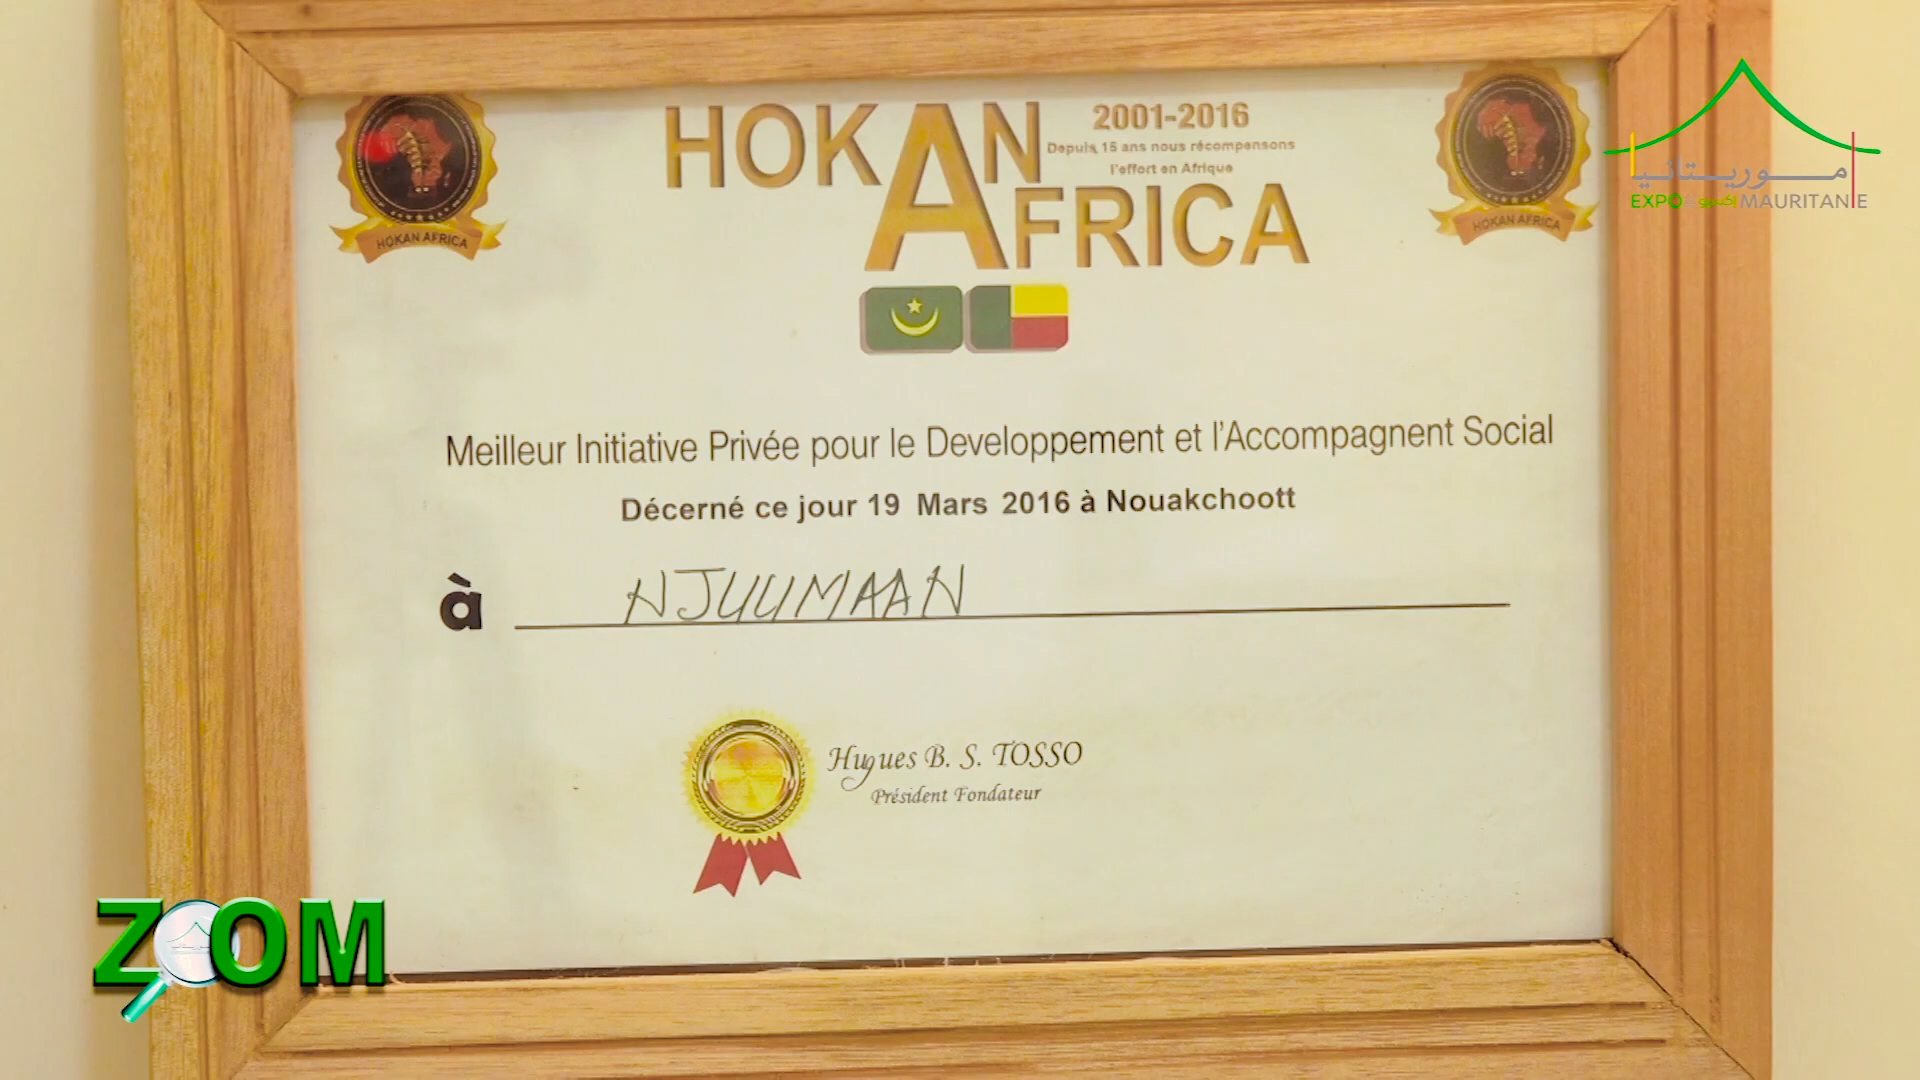 HOKAN AFRICA
2001-2016
Depuis 15 ans nous récompensons
l'effort en Afrique
HOKAN AFRICA
HOKAN AFRICA
موريتانيا
EXPO إكسبو MAURITANIE
Meilleur Initiative Privée pour le Developpement et l'Accompagnent Social
Décerné ce jour 19 Mars 2016 à Nouakchoott
à NJUUMAAN
Hugues B. S. TOSSO
Président Fondateur
ZOOM